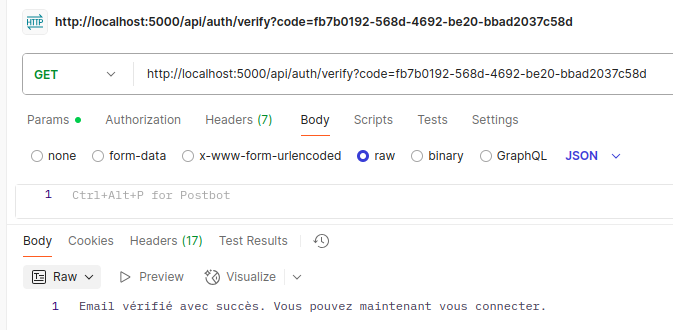 HTTP http://localhost:5000/api/auth/verify?code=fb7b0192-568d-4692-be20-bbad2037c58d
GET http://localhost:5000/api/auth/verify?code=fb7b0192-568d-4692-be20-bbad2037c58d
Params Authorization Headers (7) Body Scripts Tests Settings
none form-data x-www-form-urlencoded raw binary GraphQL JSON
1 Ctrl+Alt+P for Postbot
Body Cookies Headers (17) Test Results
Raw Preview Visualize
1 Email vérifié avec succès. Vous pouvez maintenant vous connecter.